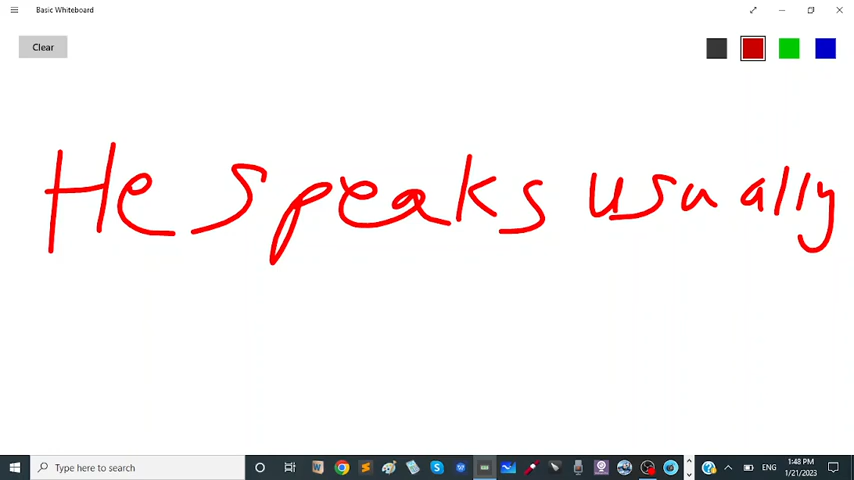 Basic Whiteboard
Clear
He speaks usually
Type here to search
ENG
1:48 PM
1/21/2023